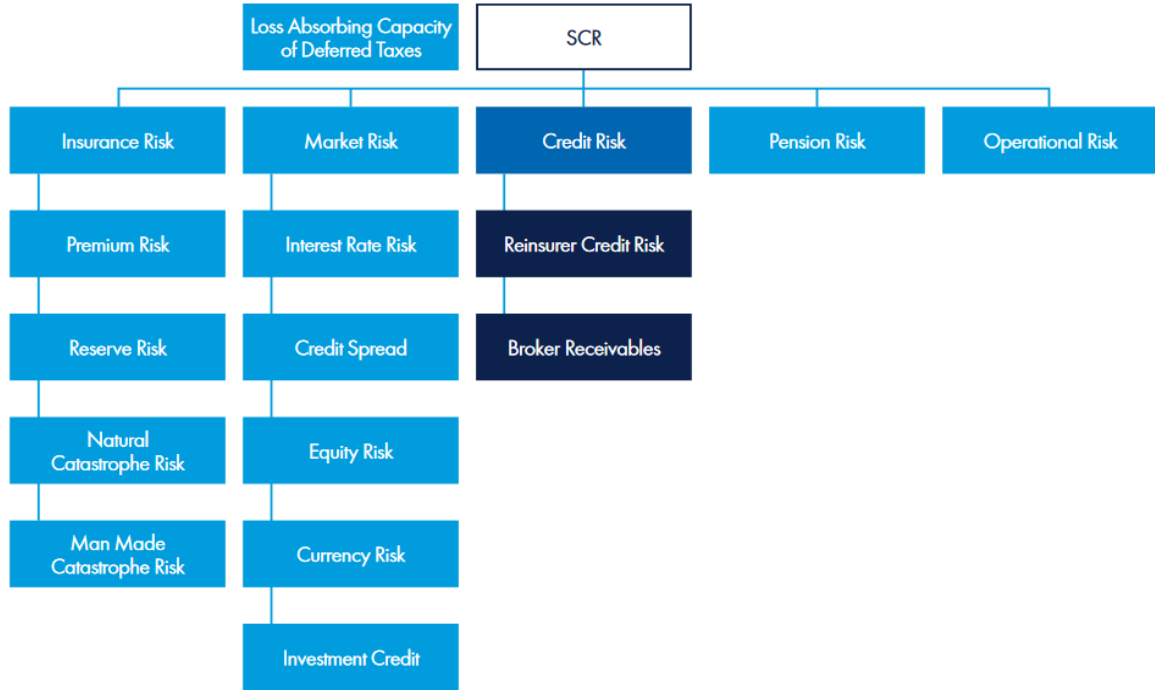 Loss Absorbing Capacity
of Deferred Taxes
SCR
Insurance Risk
Market Risk
Credit Risk
Pension Risk
Operational Risk
Premium Risk
Interest Rate Risk
Reinsurer Credit Risk
Reserve Risk
Credit Spread
Broker Receivables
Natural
Catastrophe Risk
Equity Risk
Man Made
Catastrophe Risk
Currency Risk
Investment Credit